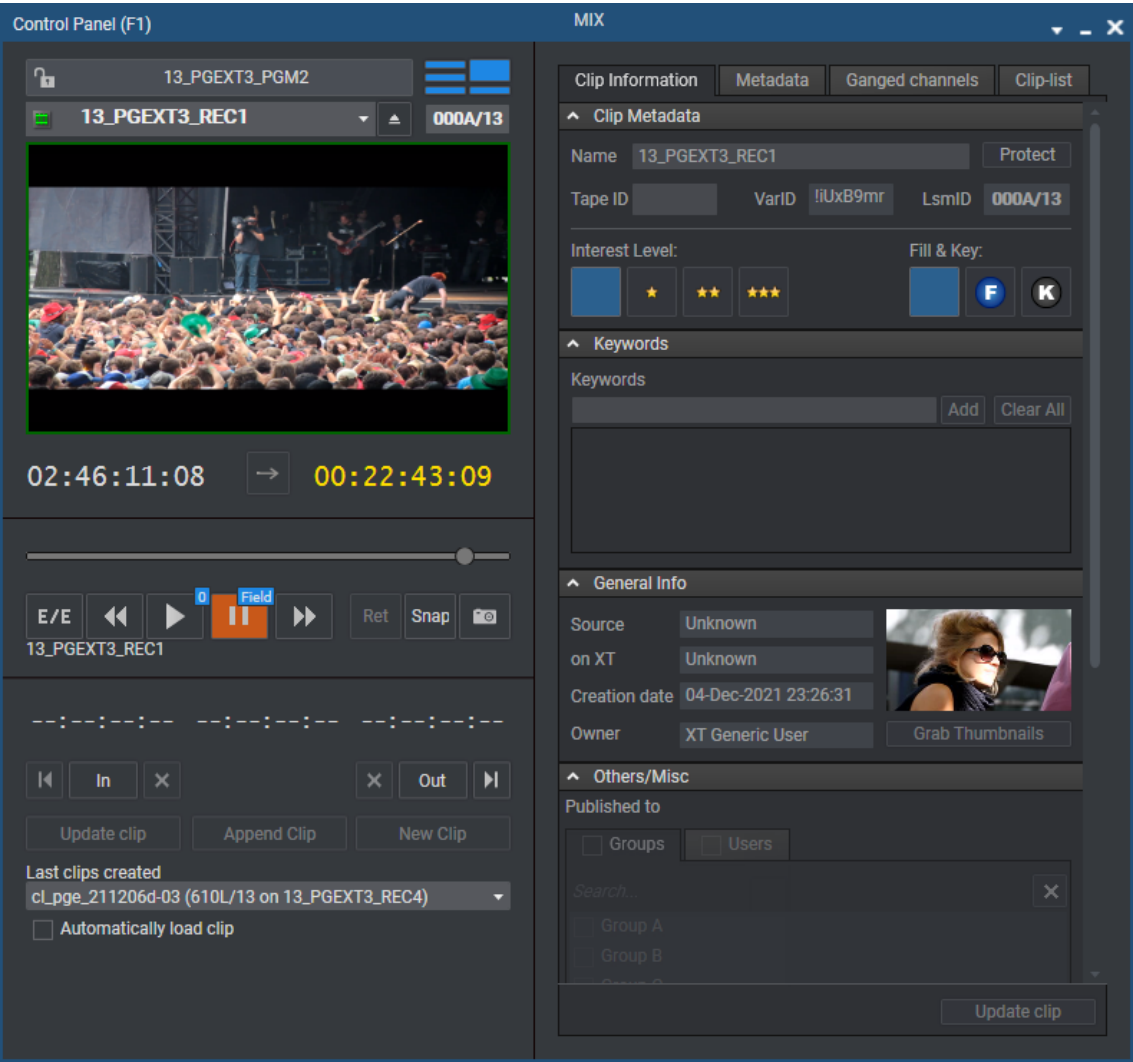 Control Panel (F1)
MIX
13_PGEXT3_PGM2
13_PGEXT3_REC1
000A/13
02:46:11:08
00:22:43:09
0
Field
E/E
Ret
Snap
13_PGEXT3_REC1
--:--:--:-- --:--:--:-- --:--:--:--
In
Out
Update clip
Append Clip
New Clip
Last clips created
cl_pge_211206d-03 (610L/13 on 13_PGEXT3_REC4)
Automatically load clip
Clip Information
Metadata
Ganged channels
Clip-list
Clip Metadata
Name 13_PGEXT3_REC1 Protect
Tape ID VarID !iUxB9mr LsmID 000A/13
Interest Level: Fill & Key:
F K
Keywords
Keywords
Add Clear All
General Info
Source Unknown
on XT Unknown
Creation date 04-Dec-2021 23:26:31
Owner XT Generic User Grab Thumbnails
Others/Misc
Published to
Groups Users
Search...
Group A
Group B
Update clip